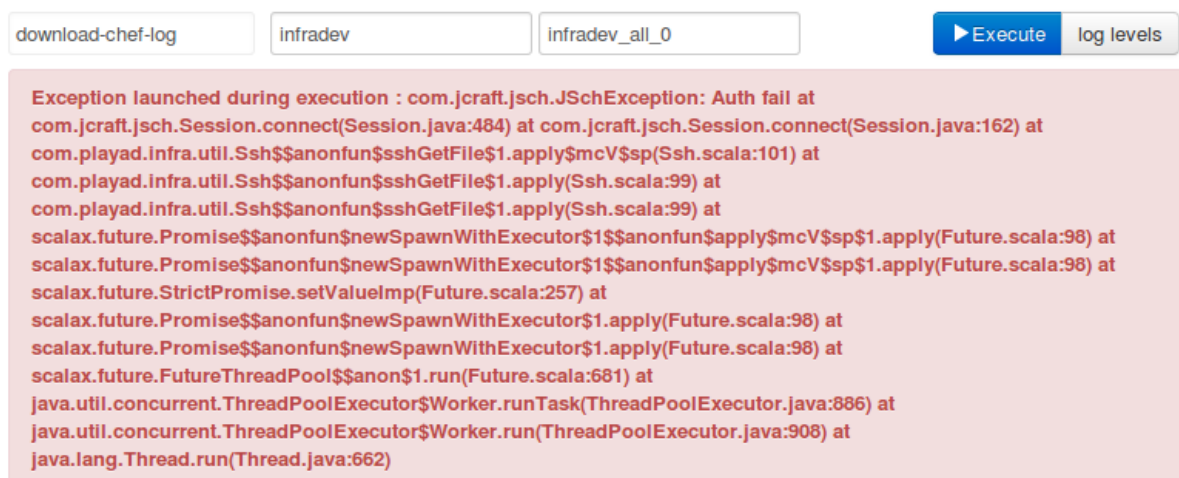 download-chef-log infradev infradev_all_0 Execute log levels
Exception launched during execution : com.jcraft.jsch.JSchException: Auth fail at
com.jcraft.jsch.Session.connect(Session.java:484) at com.jcraft.jsch.Session.connect(Session.java:162) at
com.playad.infra.util.Ssh$$anonfun$sshGetFile$1.apply$mcV$sp(Ssh.scala:101) at
com.playad.infra.util.Ssh$$anonfun$sshGetFile$1.apply(Ssh.scala:99) at
com.playad.infra.util.Ssh$$anonfun$sshGetFile$1.apply(Ssh.scala:99) at
scalax.future.Promise$$anonfun$newSpawnWithExecutor$1$$anonfun$apply$mcV$sp$1.apply(Future.scala:98) at
scalax.future.Promise$$anonfun$newSpawnWithExecutor$1$$anonfun$apply$mcV$sp$1.apply(Future.scala:98) at
scalax.future.StrictPromise.setValueImp(Future.scala:257) at
scalax.future.Promise$$anonfun$newSpawnWithExecutor$1.apply(Future.scala:98) at
scalax.future.Promise$$anonfun$newSpawnWithExecutor$1.apply(Future.scala:98) at
scalax.future.FutureThreadPool$$anon$1.run(Future.scala:681) at
java.util.concurrent.ThreadPoolExecutor$Worker.runTask(ThreadPoolExecutor.java:886) at
java.util.concurrent.ThreadPoolExecutor$Worker.run(ThreadPoolExecutor.java:908) at
java.lang.Thread.run(Thread.java:662)